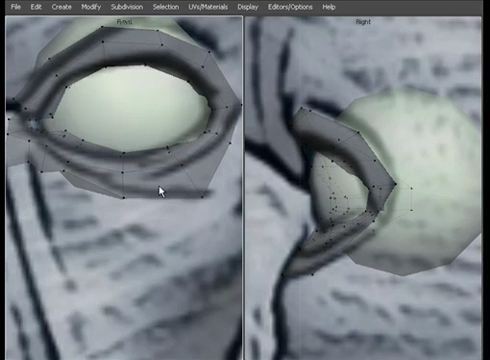 File Edit Create Modify Subdivision Selection UVs/Materials Display Editors/Options Help
Front Right